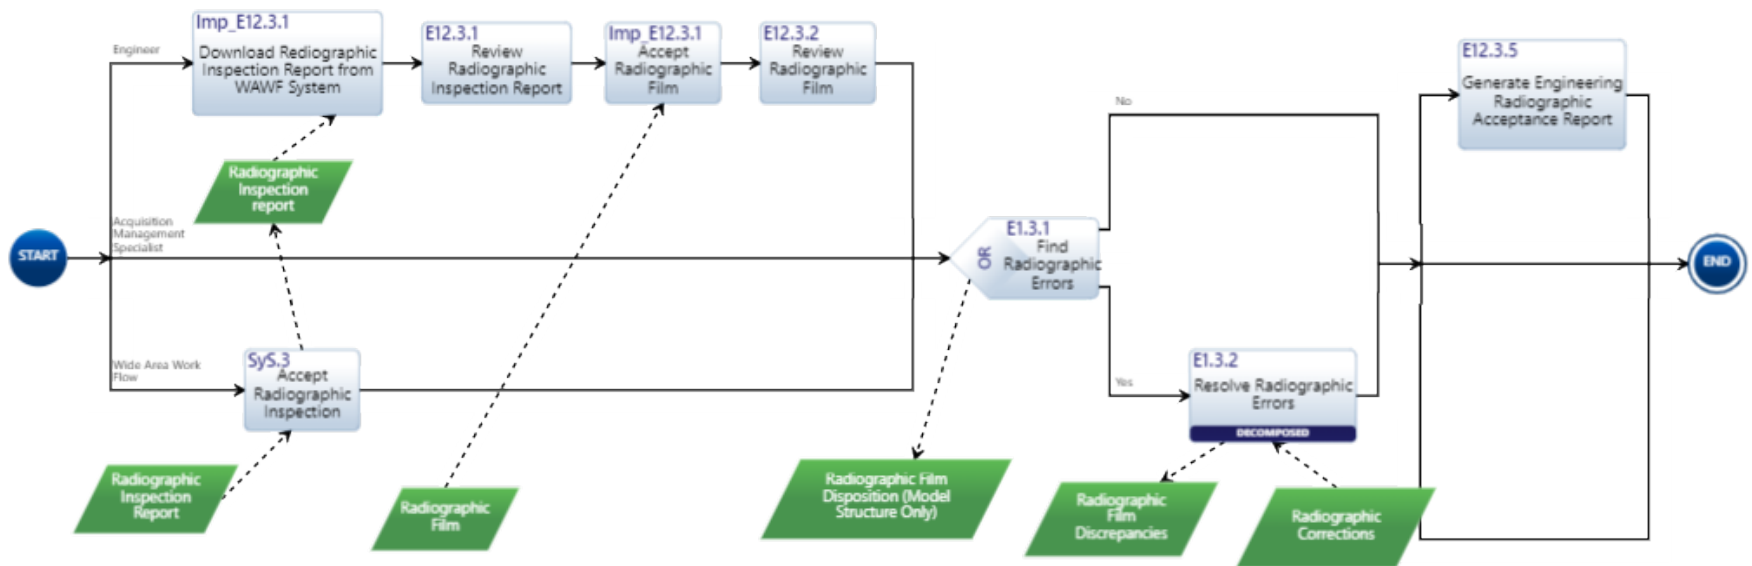 Imp_E12.3.1
Download Rediographic
Inspection Report from
WAWF System
E12.3.1
Review
Radiographic
Inspection Report
Imp_E12.3.1
Accept
Radiographic
Film
E12.3.2
Review
Radiographic
Film
Engineer
E12.3.5
Generate Engineering
Radiographic
Acceptance Report
No
Radiographic
Inspection
report
Acquisition
Management
Specialist
START
OR
E1.3.1
Find
Radiographic
Errors
END
Wide Area Work
Flow
SyS.3
Accept
Radiographic
Inspection
Yes
E1.3.2
Resolve Radiographic
Errors
DECOMPOSED
Radiographic
Inspection
Report
Radiographic
Film
Radiographic Film
Disposition (Model
Structure Only)
Radiographic
Film
Discrepancies
Radiographic
Corrections